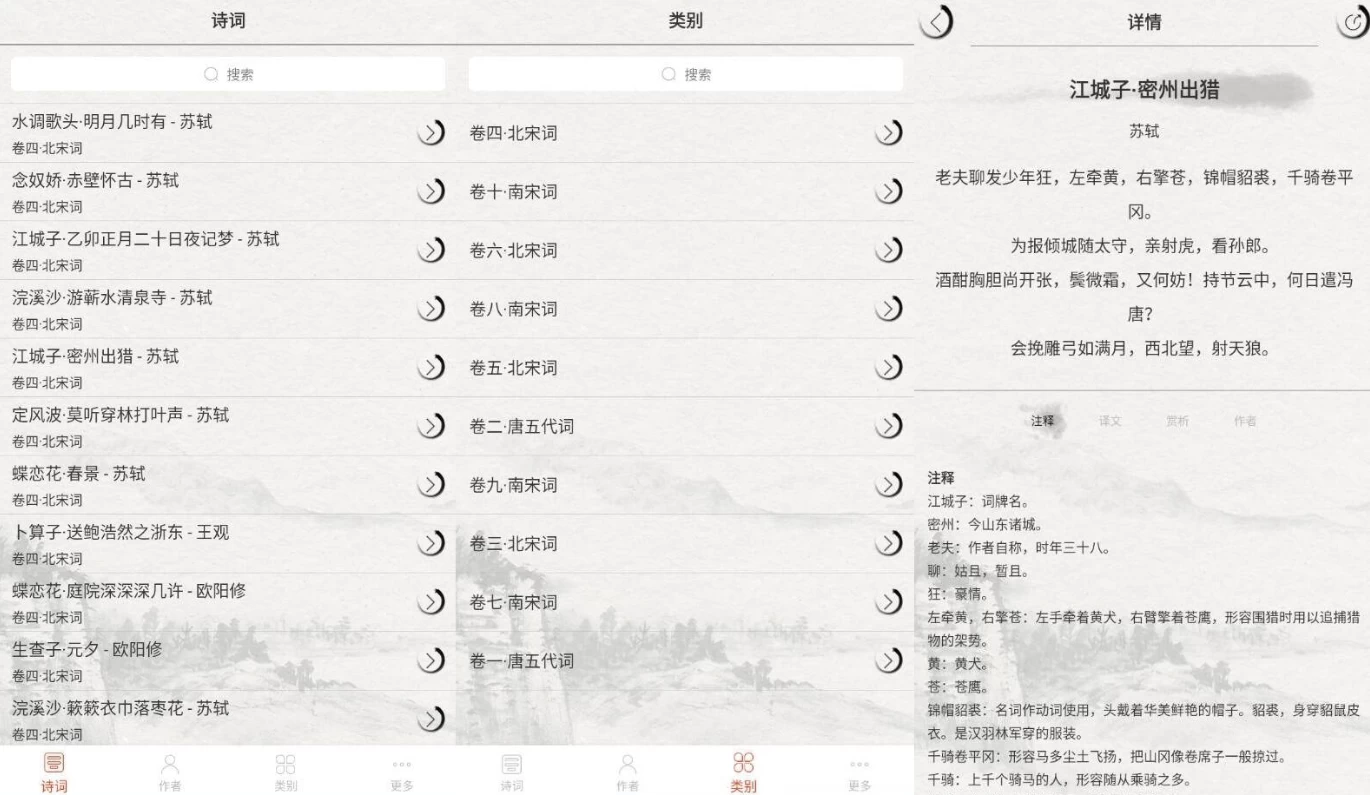 诗词
搜索
水调歌头·明月几时有 - 苏轼
卷四·北宋词
念奴娇·赤壁怀古 - 苏轼
卷四·北宋词
江城子·乙卯正月二十日夜记梦 - 苏轼
卷四·北宋词
浣溪沙·游蕲水清泉寺 - 苏轼
卷四·北宋词
江城子·密州出猎 - 苏轼
卷四·北宋词
定风波·莫听穿林打叶声 - 苏轼
卷四·北宋词
蝶恋花·春景 - 苏轼
卷四·北宋词
卜算子·送鲍浩然之浙东 - 王观
卷四·北宋词
蝶恋花·庭院深深深几许 - 欧阳修
卷四·北宋词
生查子·元夕 - 欧阳修
卷四·北宋词
浣溪沙·簌簌衣巾落枣花 - 苏轼
卷四·北宋词
诗词 作者 类别 更多
类别
搜索
卷四·北宋词
卷十·南宋词
卷六·北宋词
卷八·南宋词
卷五·北宋词
卷二·唐五代词
卷九·南宋词
卷三·北宋词
卷七·南宋词
卷一·唐五代词
诗词 作者 类别 更多
详情
江城子·密州出猎
苏轼
老夫聊发少年狂，左牵黄，右擎苍，锦帽貂裘，千骑卷平
冈。
为报倾城随太守，亲射虎，看孙郎。
酒酣胸胆尚开张，鬓微霜，又何妨！持节云中，何日遣冯
唐？
会挽雕弓如满月，西北望，射天狼。
注释 译文 赏析 作者
注释
江城子：词牌名。
密州：今山东诸城。
老夫：作者自称，时年三十八。
聊：姑且，暂且。
狂：豪情。
左牵黄，右擎苍：左手牵着黄犬，右臂擎着苍鹰，形容围猎时用以追捕猎
物的架势。
黄：黄犬。
苍：苍鹰。
锦帽貂裘：名词作动词使用，头戴着华美鲜艳的帽子。貂裘，身穿貂鼠皮
衣。是汉羽林军穿的服装。
千骑卷平冈：形容马多尘土飞扬，把山冈像卷席子一般掠过。
千骑：上千个骑马的人，形容随从乘骑之多。